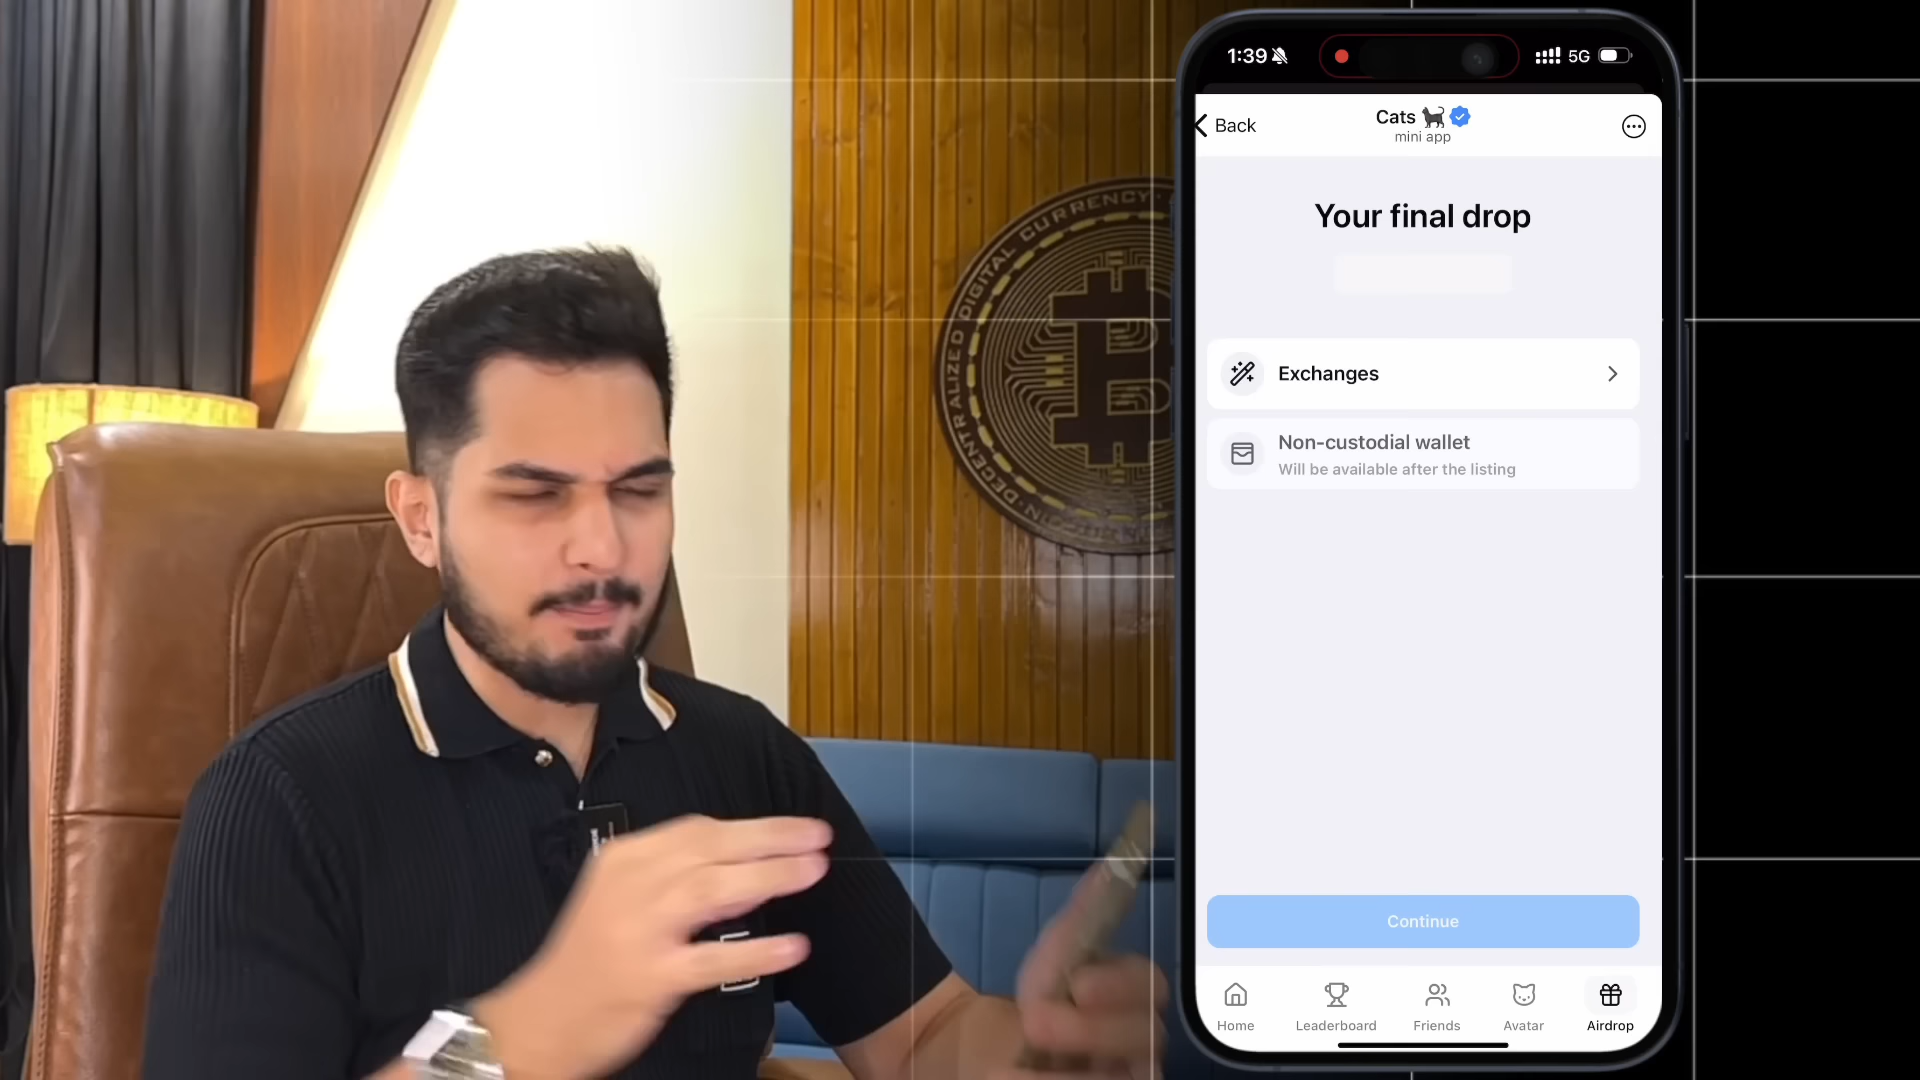 DECENTRALIZED DIGITAL CURRENCY
1:39
5G
Back
Cats
mini app
Your final drop
Exchanges
Non-custodial wallet
Will be available after the listing
Continue
Home
Leaderboard
Friends
Avatar
Airdrop